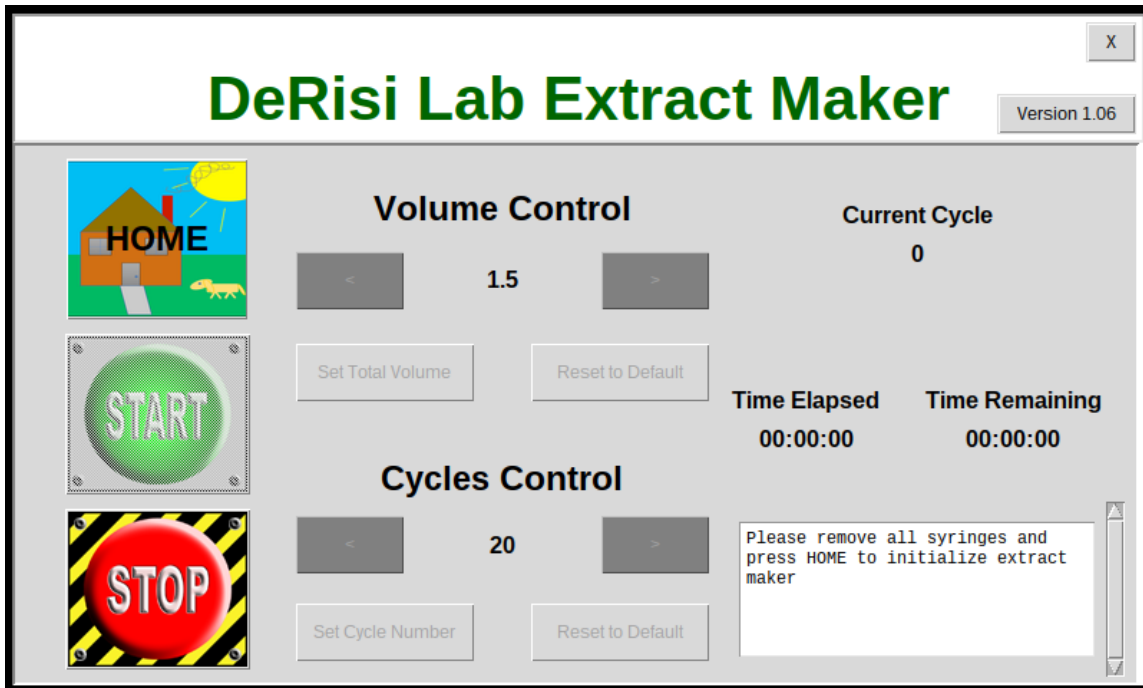 X
DeRisi Lab Extract Maker
Version 1.06
HOME
START
STOP
Volume Control
< 1.5 >
Set Total Volume Reset to Default
Cycles Control
< 20 >
Set Cycle Number Reset to Default
Current Cycle
0
Time Elapsed Time Remaining
00:00:00 00:00:00
Please remove all syringes and
press HOME to initialize extract
maker